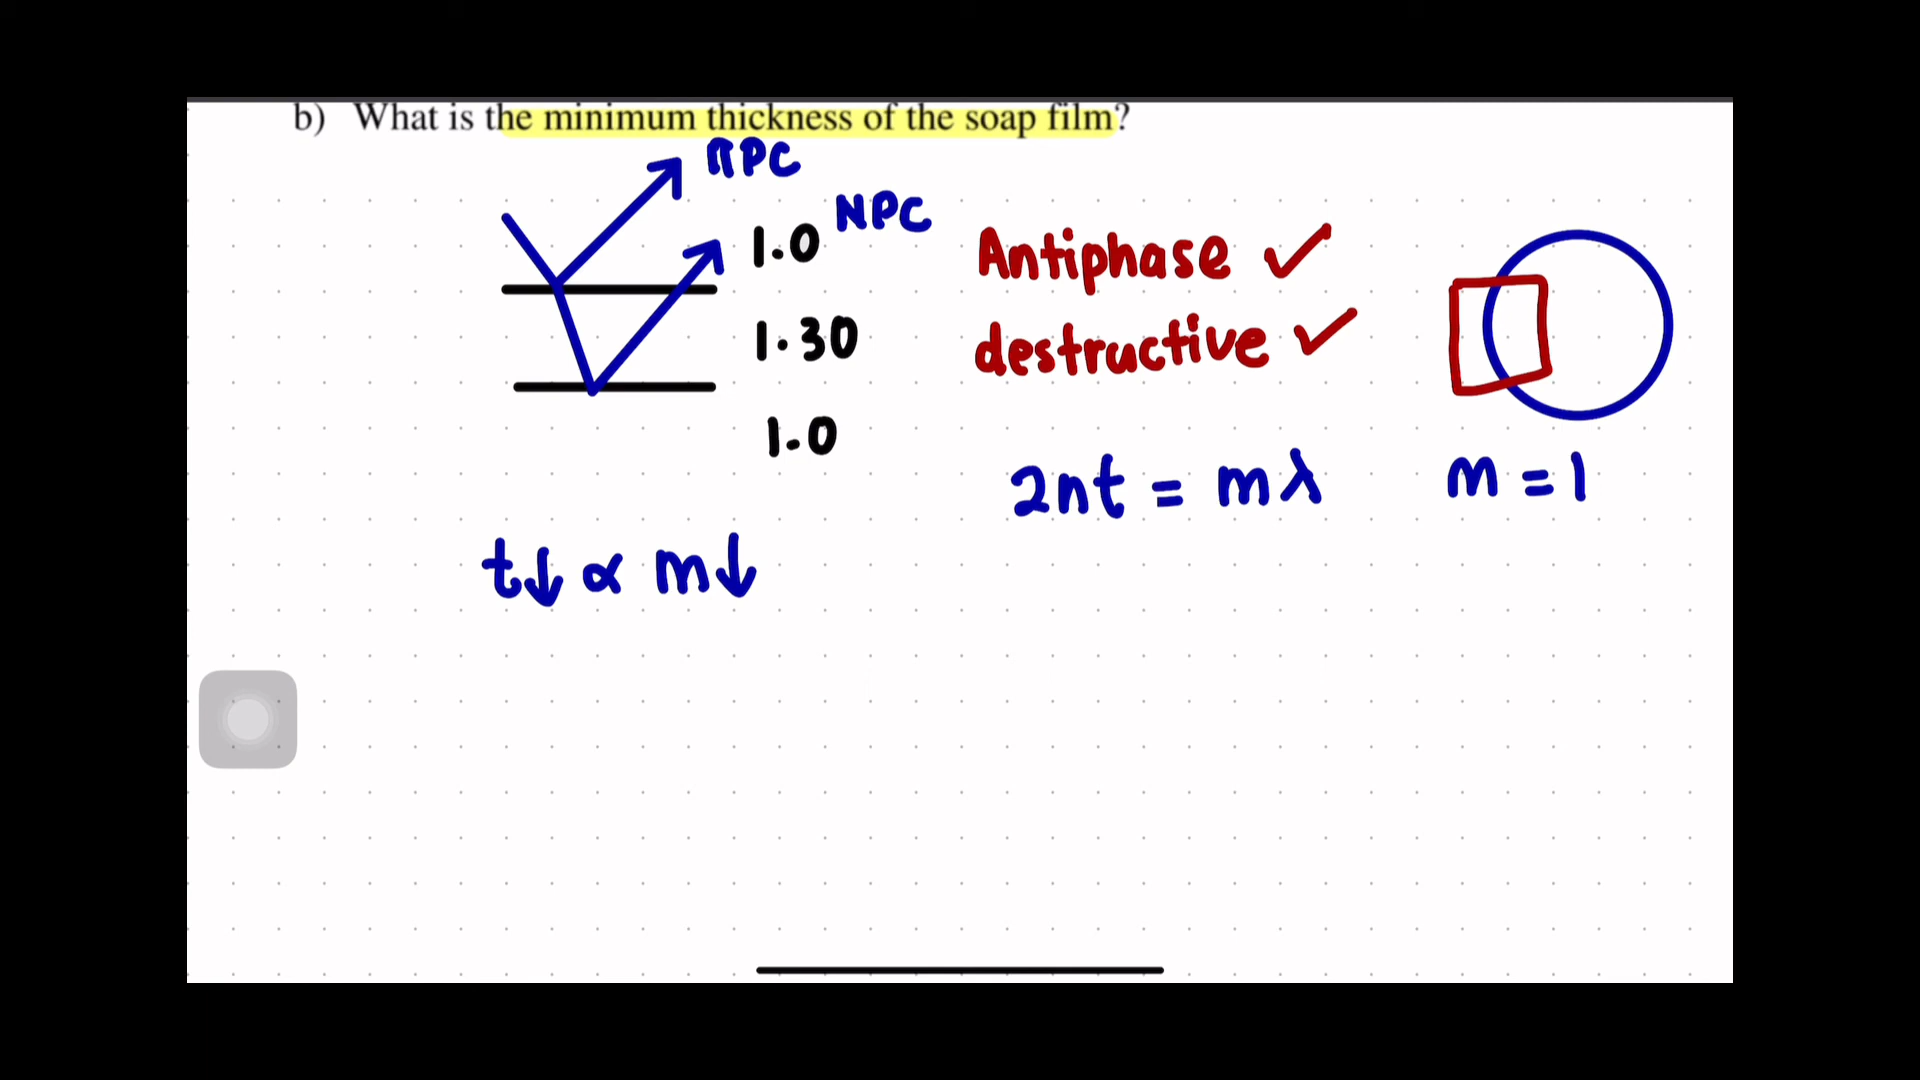 b) What is the minimum thickness of the soap film?
πPC
NPC
1.0
1.30
1.0
Antiphase ✓
destructive ✓
2nt = mλ
m = 1
t↓ ∝ m↓